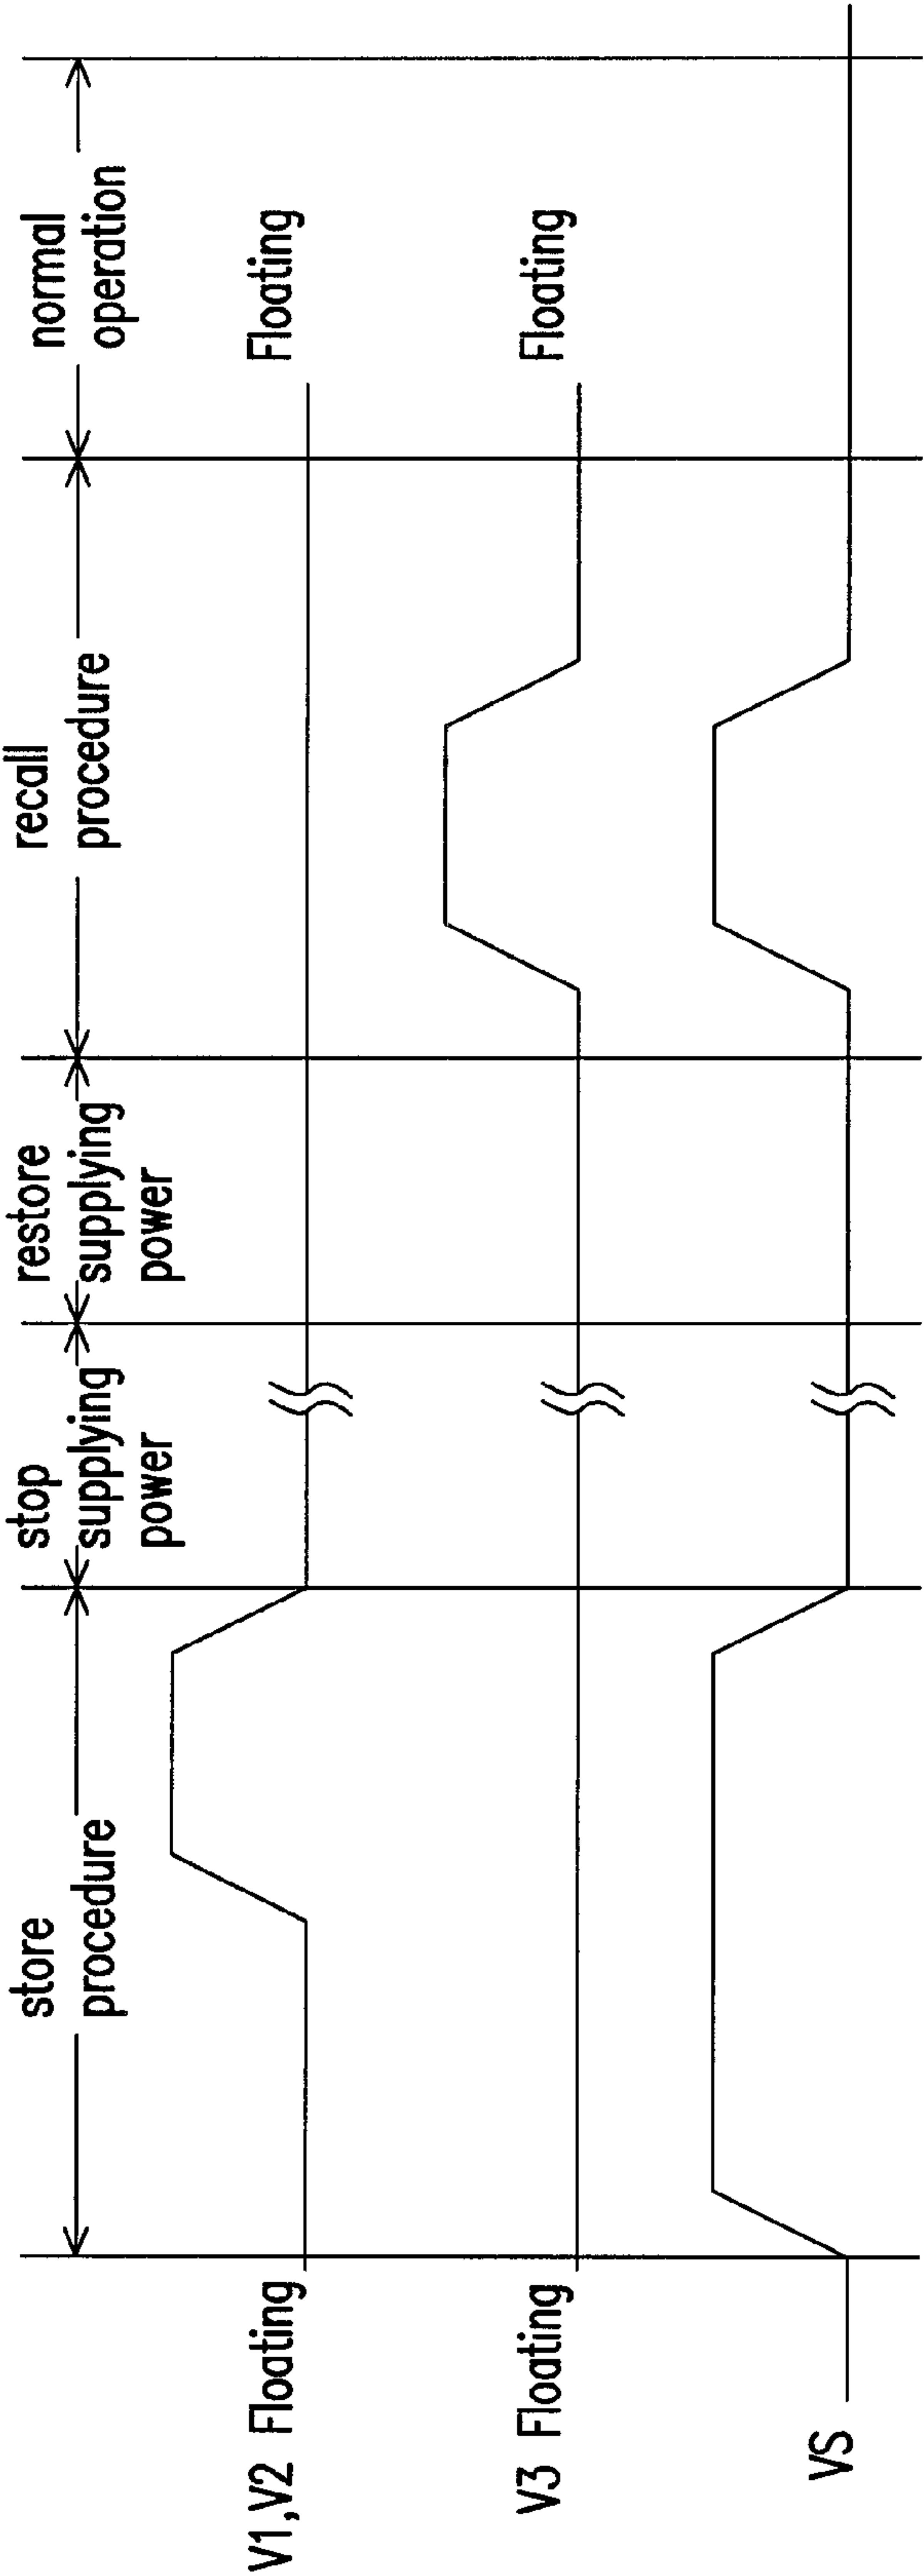 store
procedure
stop
supplying
power
restore
supplying
power
recall
procedure
normal
operation
V1,V2 Floating
Floating
V3 Floating
Floating
VS